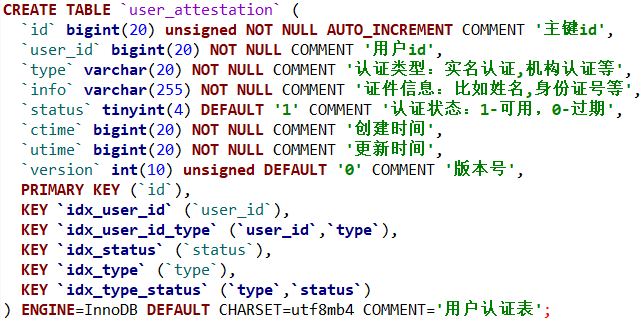 CREATE TABLE `user_attestation` (
  `id` bigint(20) unsigned NOT NULL AUTO_INCREMENT COMMENT '主键id',
  `user_id` bigint(20) NOT NULL COMMENT '用户id',
  `type` varchar(20) NOT NULL COMMENT '认证类型：实名认证,机构认证等',
  `info` varchar(255) NOT NULL COMMENT '证件信息：比如姓名,身份证号等',
  `status` tinyint(4) DEFAULT '1' COMMENT '认证状态：1-可用，0-过期',
  `ctime` bigint(20) NOT NULL COMMENT '创建时间',
  `utime` bigint(20) NOT NULL COMMENT '更新时间',
  `version` int(10) unsigned DEFAULT '0' COMMENT '版本号',
  PRIMARY KEY (`id`),
  KEY `idx_user_id` (`user_id`),
  KEY `idx_user_id_type` (`user_id`,`type`),
  KEY `idx_status` (`status`),
  KEY `idx_type` (`type`),
  KEY `idx_type_status` (`type`,`status`)
) ENGINE=InnoDB DEFAULT CHARSET=utf8mb4 COMMENT='用户认证表';